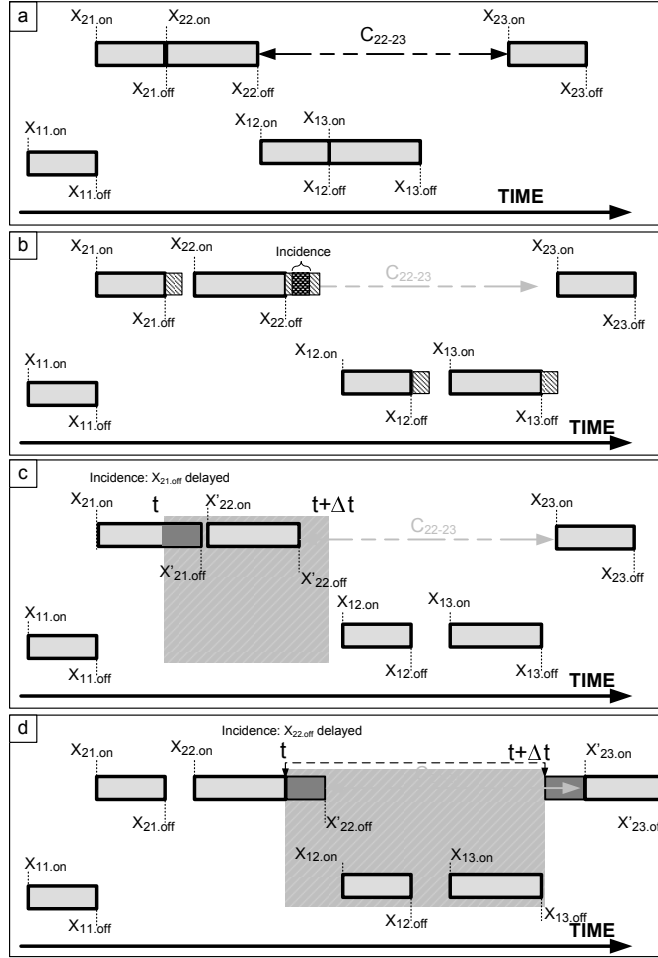 a
X21.on
X22.on
X23.on
C22-23
X21.off
X22.off
X23.off
X11.on
X12.on
X13.on
X11.off
X12.off
X13.off
TIME
b
X21.on
X22.on
Incidence
X23.on
C22-23
X21.off
X22.off
X23.off
X11.on
X12.on
X13.on
X11.off
X12.off
X13.off
TIME
c
Incidence: X21.off delayed
X21.on
t
X'22.on
t+Δt
X23.on
C22-23
X'21.off
X'22.off
X23.off
X11.on
X12.on
X13.on
X11.off
X12.off
X13.off
TIME
d
Incidence: X22.off delayed
X21.on
X22.on
t
t+Δt
X'23.on
X21.off
X'22.off
X'23.off
X11.on
X12.on
X13.on
X11.off
X12.off
X13.off
TIME